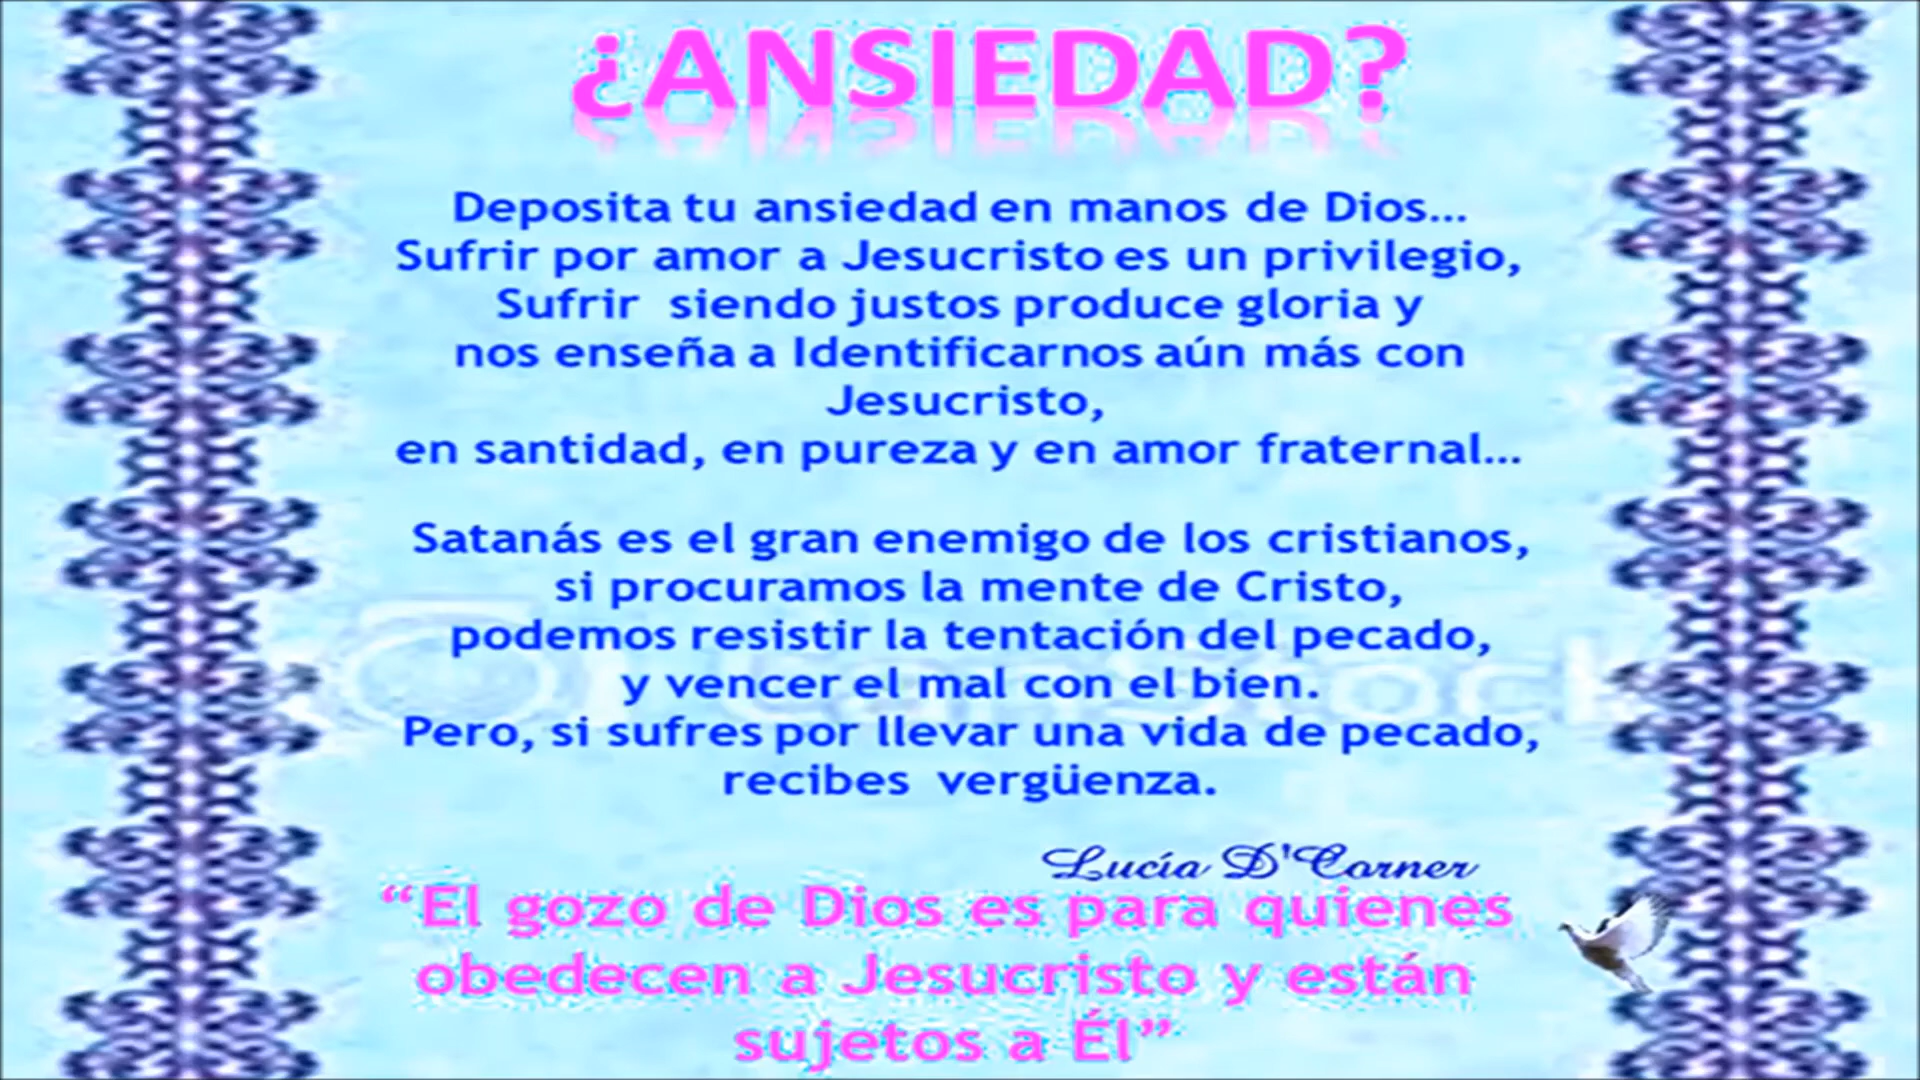 ¿ANSIEDAD?
Deposita tu ansiedad en manos de Dios...
Sufrir por amor a Jesucristo es un privilegio,
Sufrir siendo justos produce gloria y
nos enseña a Identificarnos aún más con
Jesucristo,
en santidad, en pureza y en amor fraternal...
Satanás es el gran enemigo de los cristianos,
si procuramos la mente de Cristo,
podemos resistir la tentación del pecado,
y vencer el mal con el bien.
Pero, si sufres por llevar una vida de pecado,
recibes vergüenza.
Lucía D'Corner
“El gozo de Dios es para quienes
obedecen a Jesucristo y están
sujetos a Él”